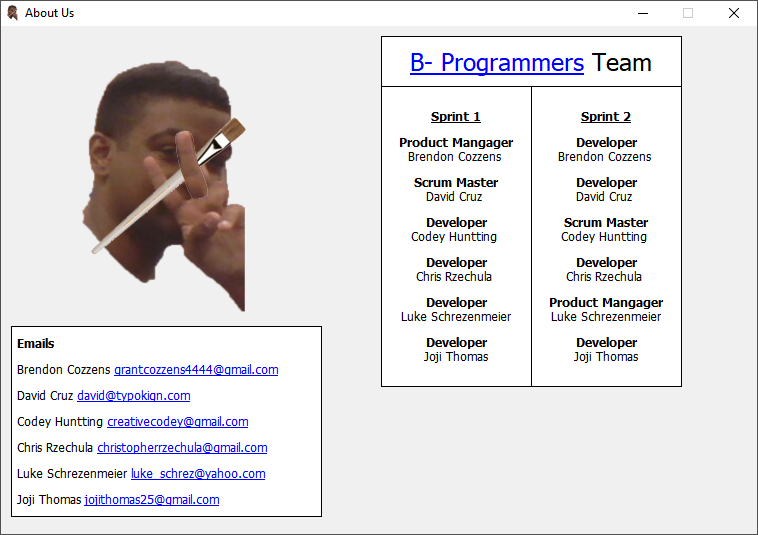 About Us
B- Programmers Team
Sprint 1
Product Mangager
Brendon Cozzens
Scrum Master
David Cruz
Developer
Codey Huntting
Developer
Chris Rzechula
Developer
Luke Schrezenmeier
Developer
Joji Thomas
Sprint 2
Developer
Brendon Cozzens
Developer
David Cruz
Scrum Master
Codey Huntting
Developer
Chris Rzechula
Product Mangager
Luke Schrezenmeier
Developer
Joji Thomas
Emails
Brendon Cozzens grantcozzens4444@gmail.com
David Cruz david@typokign.com
Codey Huntting creativecodey@gmail.com
Chris Rzechula christopherrzechula@gmail.com
Luke Schrezenmeier luke_schrez@yahoo.com
Joji Thomas jojithomas25@gmail.com